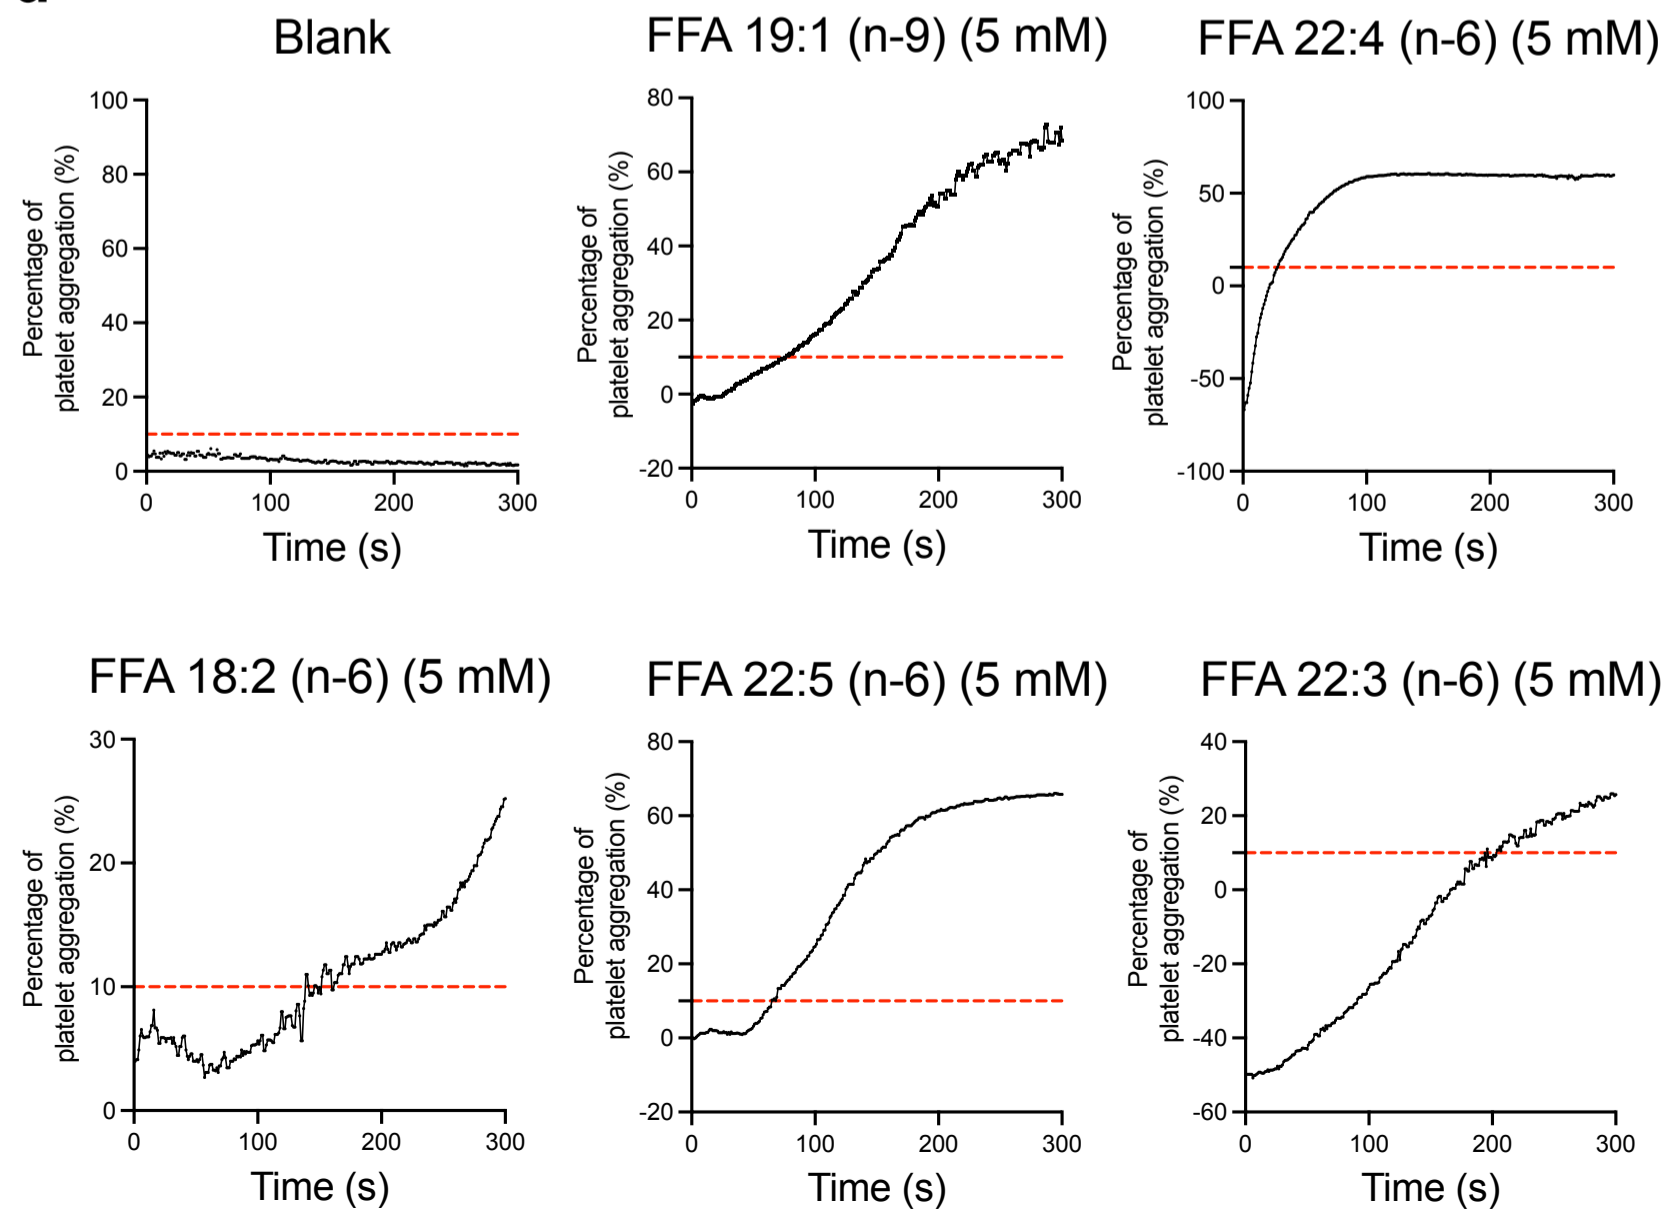 Blank
FFA 19:1 (n-9) (5 mM)
FFA 22:4 (n-6) (5 mM)
Percentage of
platelet aggregation (%)
100
80
60
40
20
0
0 100 200 300
Time (s)
Percentage of
platelet aggregation (%)
80
60
40
20
0
-20
0 100 200 300
Time (s)
Percentage of
platelet aggregation (%)
100
50
0
-50
-100
0 100 200 300
Time (s)
FFA 18:2 (n-6) (5 mM)
FFA 22:5 (n-6) (5 mM)
FFA 22:3 (n-6) (5 mM)
Percentage of
platelet aggregation (%)
30
20
10
0
0 100 200 300
Time (s)
Percentage of
platelet aggregation (%)
80
60
40
20
0
-20
0 100 200 300
Time (s)
Percentage of
platelet aggregation (%)
40
20
0
-20
-40
-60
0 100 200 300
Time (s)